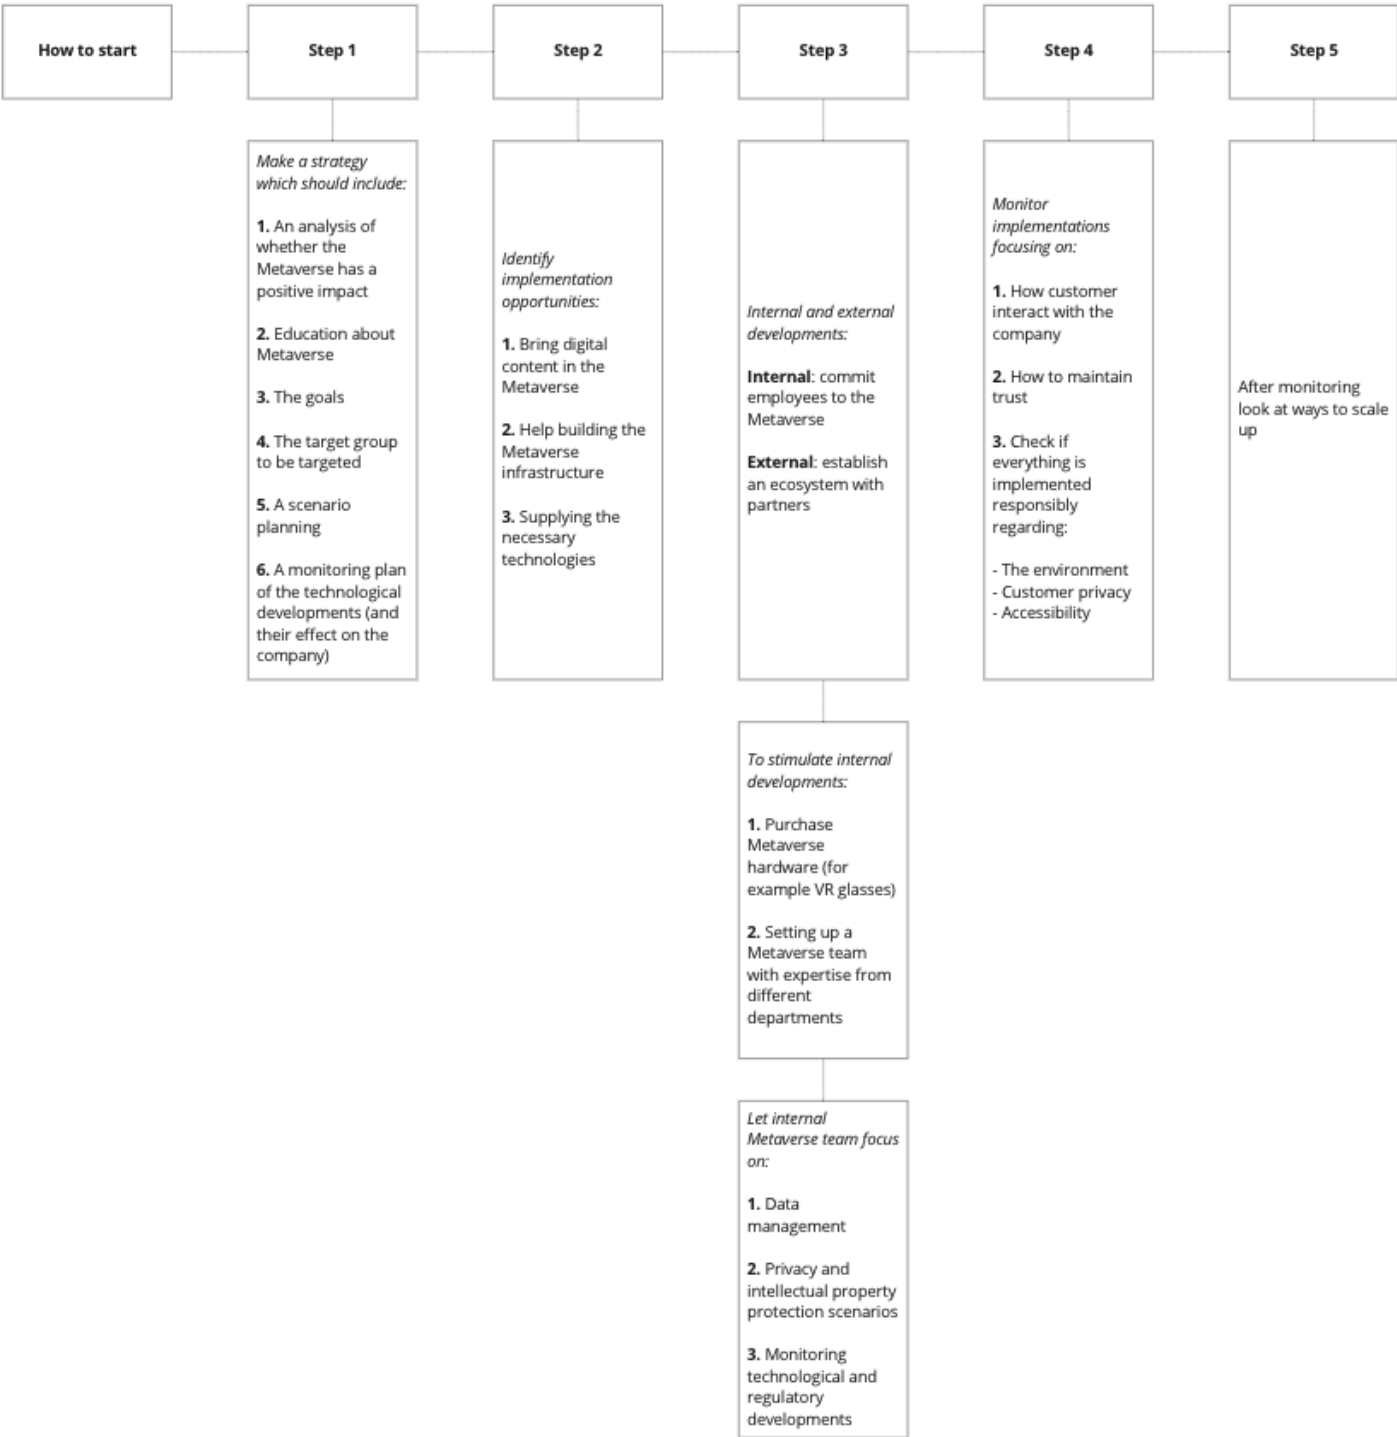 How to start
Step 1
Step 2
Step 3
Step 4
Step 5
Make a strategy
which should include:
1. An analysis of
whether the
Metaverse has a
positive impact
2. Education about
Metaverse
3. The goals
4. The target group
to be targeted
5. A scenario
planning
6. A monitoring plan
of the technological
developments (and
their effect on the
company)
Identify
implementation
opportunities:
1. Bring digital
content in the
Metaverse
2. Help building the
Metaverse
infrastructure
3. Supplying the
necessary
technologies
Internal and external
developments:
Internal: commit
employees to the
Metaverse
External: establish
an ecosystem with
partners
To stimulate internal
developments:
1. Purchase
Metaverse
hardware (for
example VR glasses)
2. Setting up a
Metaverse team
with expertise from
different
departments
Let internal
Metaverse team focus
on:
1. Data
management
2. Privacy and
intellectual property
protection scenarios
3. Monitoring
technological and
regulatory
developments
Monitor
implementations
focusing on:
1. How customer
interact with the
company
2. How to maintain
trust
3. Check if
everything is
implemented
responsibly
regarding:
- The environment
- Customer privacy
- Accessibility
After monitoring
look at ways to scale
up